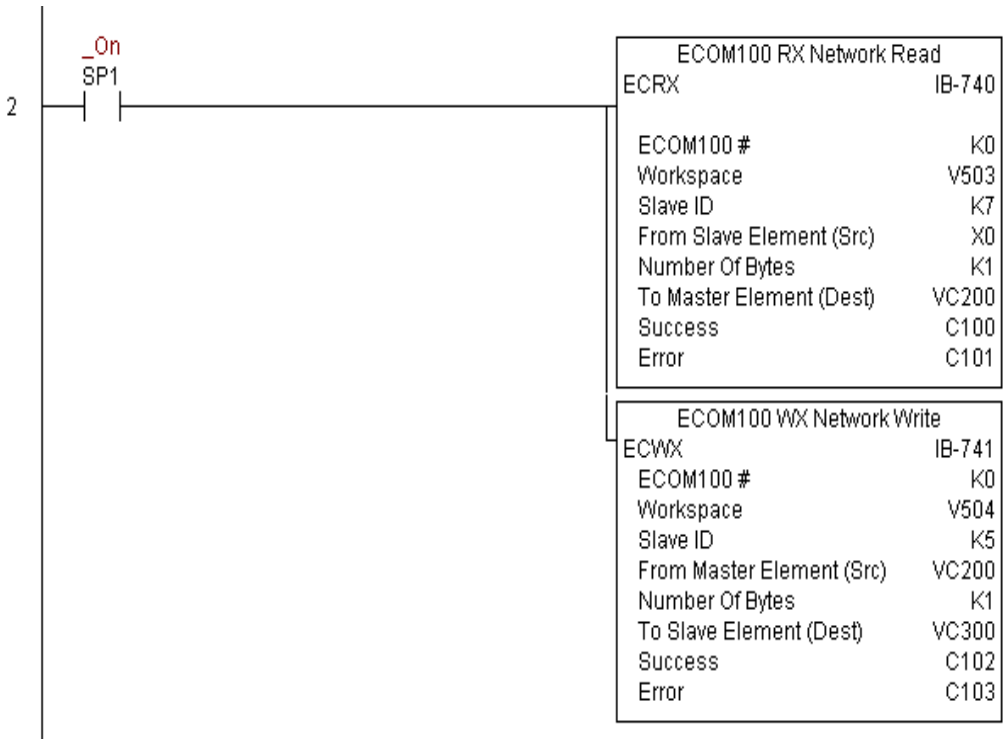 _On
SP1
2
ECOM100 RX Network Read
ECRX IB-740
ECOM100 # K0
Workspace V503
Slave ID K7
From Slave Element (Src) X0
Number Of Bytes K1
To Master Element (Dest) VC200
Success C100
Error C101
ECOM100 WX Network Write
ECWX IB-741
ECOM100 # K0
Workspace V504
Slave ID K5
From Master Element (Src) VC200
Number Of Bytes K1
To Slave Element (Dest) VC300
Success C102
Error C103